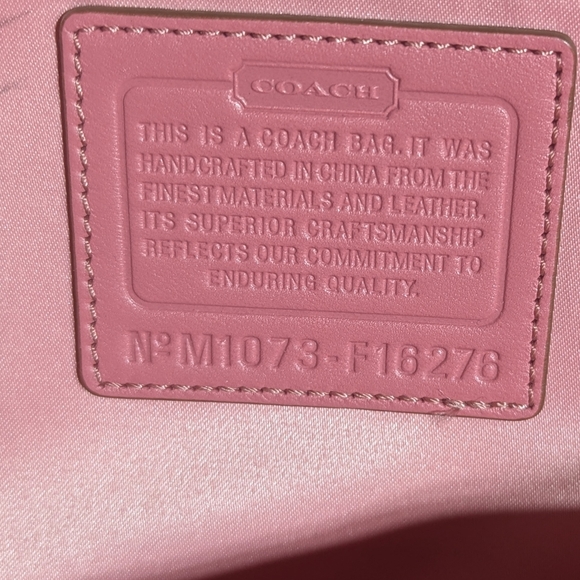 COACH
THIS IS A COACH BAG. IT WAS
HANDCRAFTED IN CHINA FROM THE
FINEST MATERIALS AND LEATHER.
ITS SUPERIOR CRAFTSMANSHIP
REFLECTS OUR COMMITMENT TO
ENDURING QUALITY.
Nº M1073-F16276